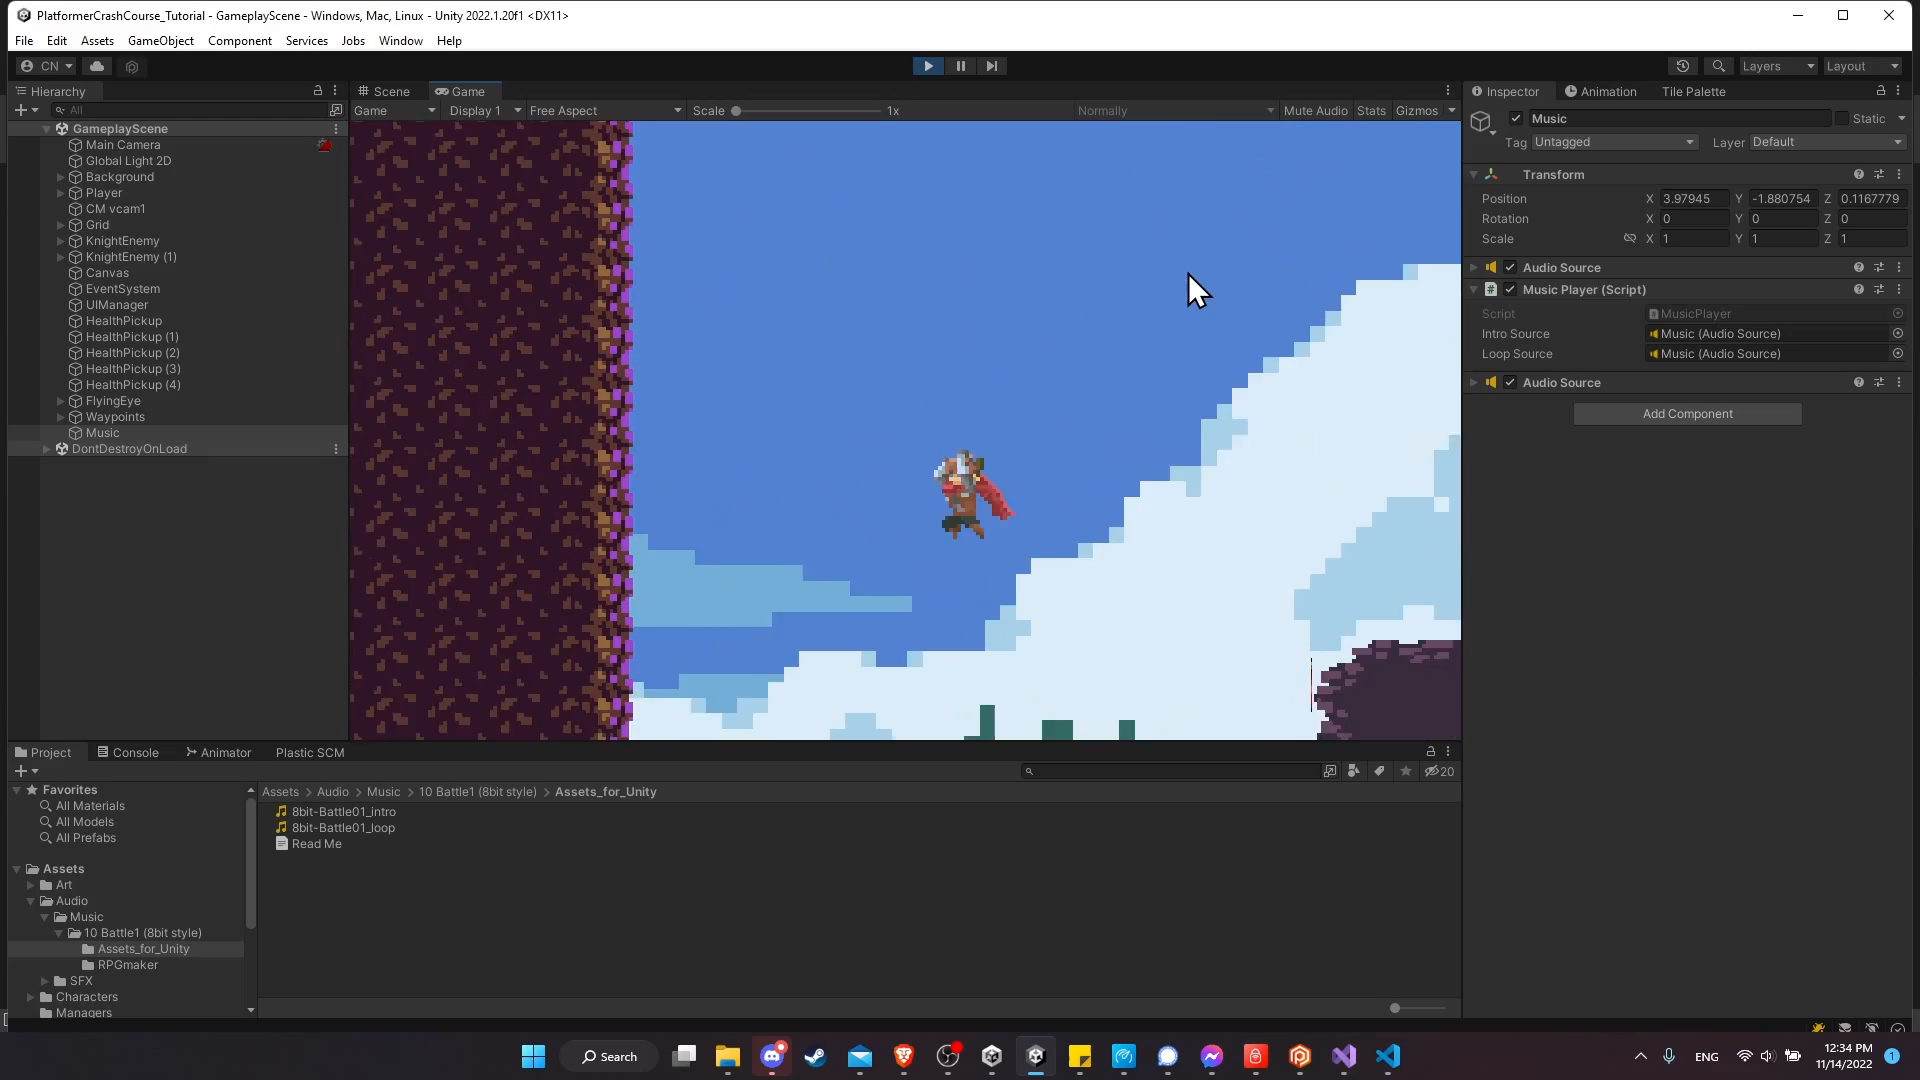 PlatformerCrashCourse_Tutorial - GameplayScene - Windows, Mac, Linux - Unity 2022.1.20f1 <DX11>
File Edit Assets GameObject Component Services Jobs Window Help
CN Layers Layout
Hierarchy
All
GameplayScene
Main Camera
Global Light 2D
Background
Player
CM vcam1
Grid
KnightEnemy
KnightEnemy (1)
Canvas
EventSystem
UIManager
HealthPickup
HealthPickup (1)
HealthPickup (2)
HealthPickup (3)
HealthPickup (4)
FlyingEye
Waypoints
Music
DontDestroyOnLoad
Scene Game
Game Display 1 Free Aspect Scale 1x Normally Mute Audio Stats Gizmos
Inspector Animation Tile Palette
Music Static
Tag Untagged Layer Default
Transform
Position X 3.97945 Y -1.880754 Z 0.1167779
Rotation X 0 Y 0 Z 0
Scale X 1 Y 1 Z 1
Audio Source
Music Player (Script)
Script MusicPlayer
Intro Source Music (Audio Source)
Loop Source Music (Audio Source)
Audio Source
Add Component
Project Console Animator Plastic SCM
20
Favorites
All Materials
All Models
All Prefabs
Assets
Art
Audio
Music
10 Battle1 (8bit style)
Assets_for_Unity
RPGmaker
SFX
Characters
Managers
Assets > Audio > Music > 10 Battle1 (8bit style) > Assets_for_Unity
8bit-Battle01_intro
8bit-Battle01_loop
Read Me
Search
ENG
12:34 PM
11/14/2022
1